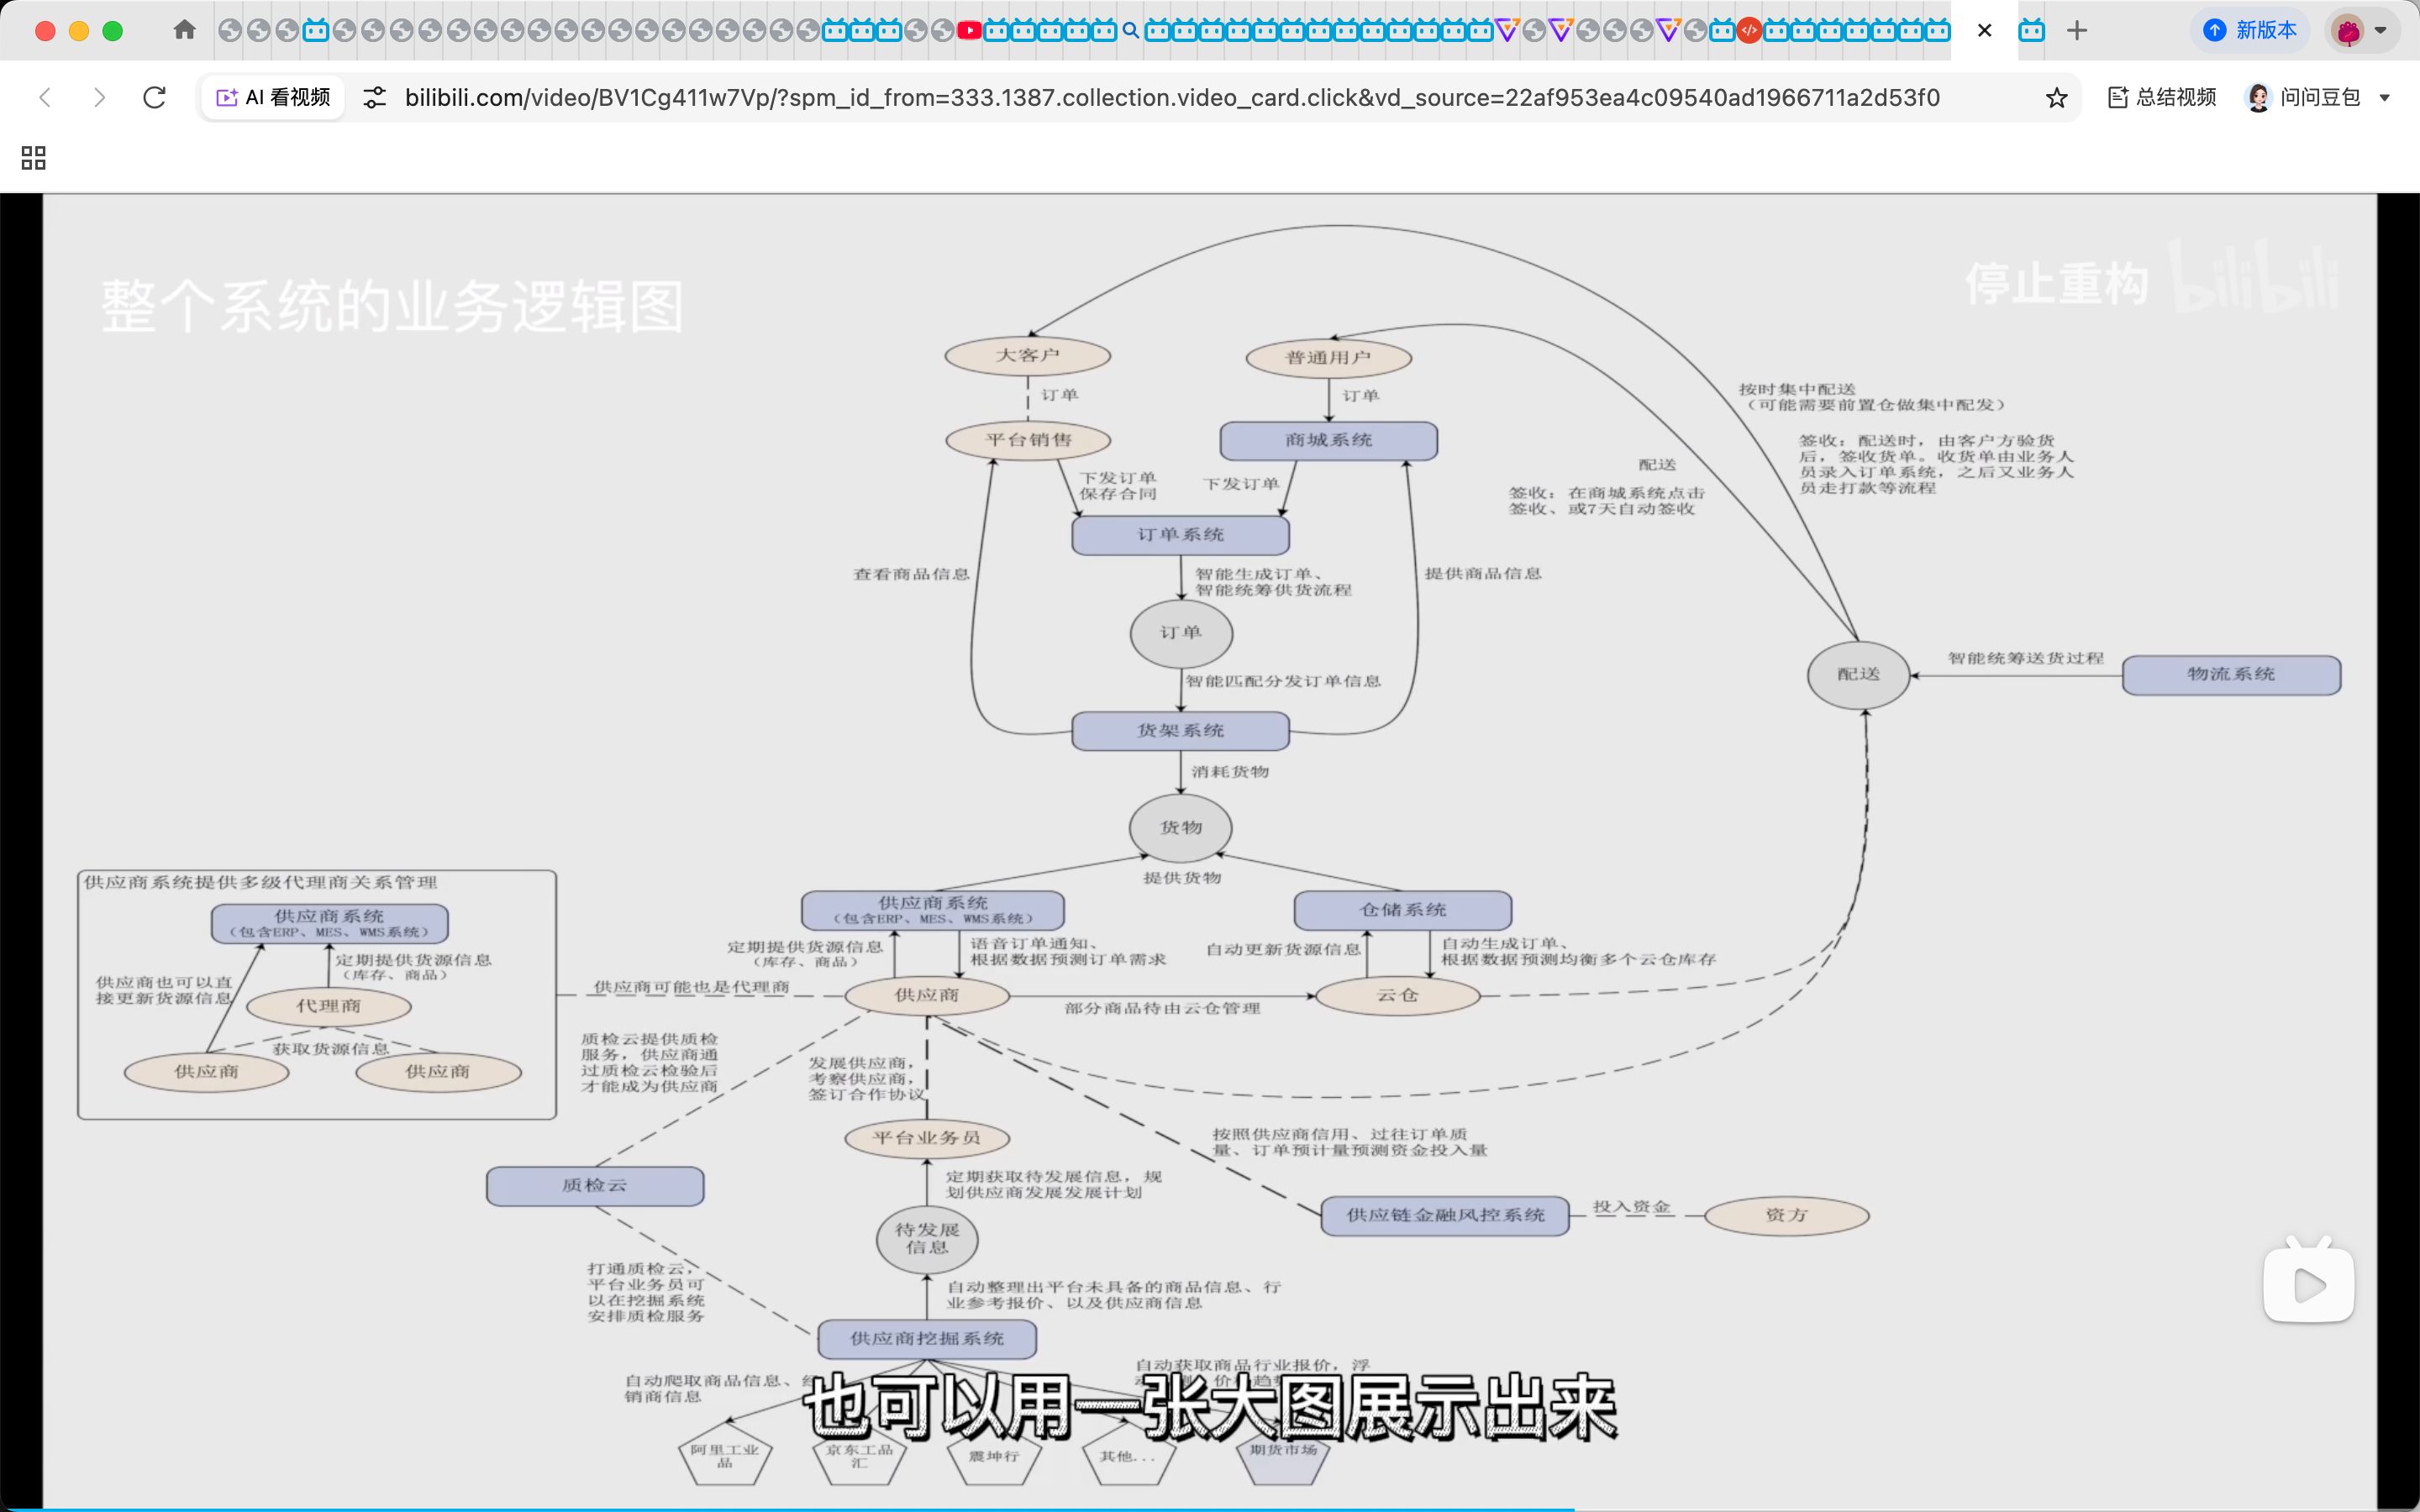 新版本
AI 看视频
bilibili.com/video/BV1Cg411w7Vp/?spm_id_from=333.1387.collection.video_card.click&vd_source=22af953ea4c09540ad1966711a2d53f0
总结视频
问问豆包
整个系统的业务逻辑图
停止重构
bilibili
大客户
普通用户
订单
订单
按时集中配送
（可能需要前置仓做集中配发）
平台销售
商城系统
签收：配送时，由客户方验货
后，签收货单。收货单由业务人
员录入订单系统，之后又业务人
员走打款等流程
配送
签收：在商城系统点击
签收、或7天自动签收
下发订单
保存合同
下发订单
订单系统
查看商品信息
智能生成订单、
智能统筹供货流程
提供商品信息
订单
智能匹配分发订单信息
配送
智能统筹送货过程
物流系统
货架系统
消耗货物
货物
提供货物
供应商系统提供多级代理商关系管理
供应商系统
（包含ERP、MES、WMS系统）
供应商也可以直
接更新货源信息
定期提供货源信息
（库存、商品）
代理商
获取货源信息
供应商
供应商
供应商系统
（包含ERP、MES、WMS系统）
仓储系统
定期提供货源信息
（库存、商品）
语音订单通知、
根据数据预测订单需求
自动更新货源信息
自动生成订单、
根据数据预测均衡多个云仓库存
供应商可能也是代理商
供应商
部分商品待由云仓管理
云仓
质检云提供质检
服务，供应商通
过质检云检验后
才能成为供应商
发展供应商，
考察供应商，
签订合作协议
平台业务员
按照供应商信用、过往订单质
量、订单预计量预测资金投入量
质检云
定期获取待发展信息，规
划供应商发展发展计划
供应链金融风控系统
投入资金
资方
待发展
信息
打通质检云，
平台业务员可
以在挖掘系统
安排质检服务
自动整理出平台未具备的商品信息、行
业参考报价、以及供应商信息
供应商挖掘系统
自动爬取商品信息、
销商信息
自动获取商品行业报价，浮
也可以用一张大图展示出来
阿里工业
品
京东工品
汇
震坤行
其他...
期货市场